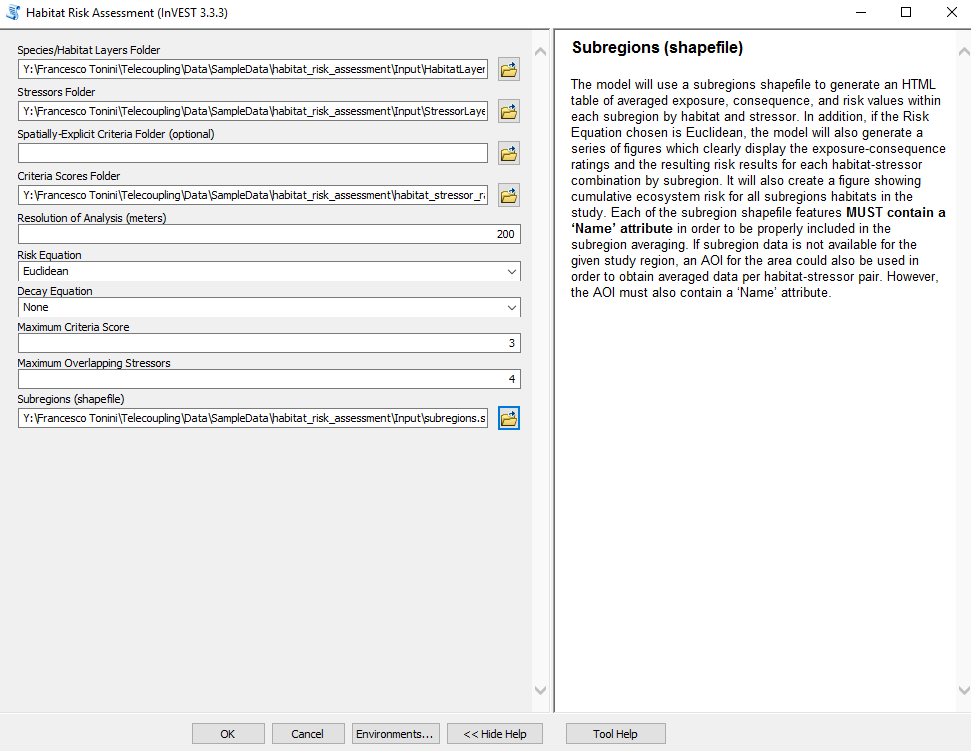 Habitat Risk Assessment (InVEST 3.3.3)
Species/Habitat Layers Folder
Y:\Francesco Tonini\Telecoupling\Data\SampleData\habitat_risk_assessment\Input\HabitatLayer
Stressors Folder
Y:\Francesco Tonini\Telecoupling\Data\SampleData\habitat_risk_assessment\Input\StressorLaye
Spatially-Explicit Criteria Folder (optional)
Criteria Scores Folder
Y:\Francesco Tonini\Telecoupling\Data\SampleData\habitat_risk_assessment\habitat_stressor_r
Resolution of Analysis (meters)
200
Risk Equation
Euclidean
Decay Equation
None
Maximum Criteria Score
3
Maximum Overlapping Stressors
4
Subregions (shapefile)
Y:\Francesco Tonini\Telecoupling\Data\SampleData\habitat_risk_assessment\Input\subregions.s
Subregions (shapefile)
The model will use a subregions shapefile to generate an HTML
table of averaged exposure, consequence, and risk values within
each subregion by habitat and stressor. In addition, if the Risk
Equation chosen is Euclidean, the model will also generate a
series of figures which clearly display the exposure-consequence
ratings and the resulting risk results for each habitat-stressor
combination by subregion. It will also create a figure showing
cumulative ecosystem risk for all subregions habitats in the
study. Each of the subregion shapefile features MUST contain a
‘Name’ attribute in order to be properly included in the
subregion averaging. If subregion data is not available for the
given study region, an AOI for the area could also be used in
order to obtain averaged data per habitat-stressor pair. However,
the AOI must also contain a ‘Name’ attribute.
OK
Cancel
Environments...
<< Hide Help
Tool Help